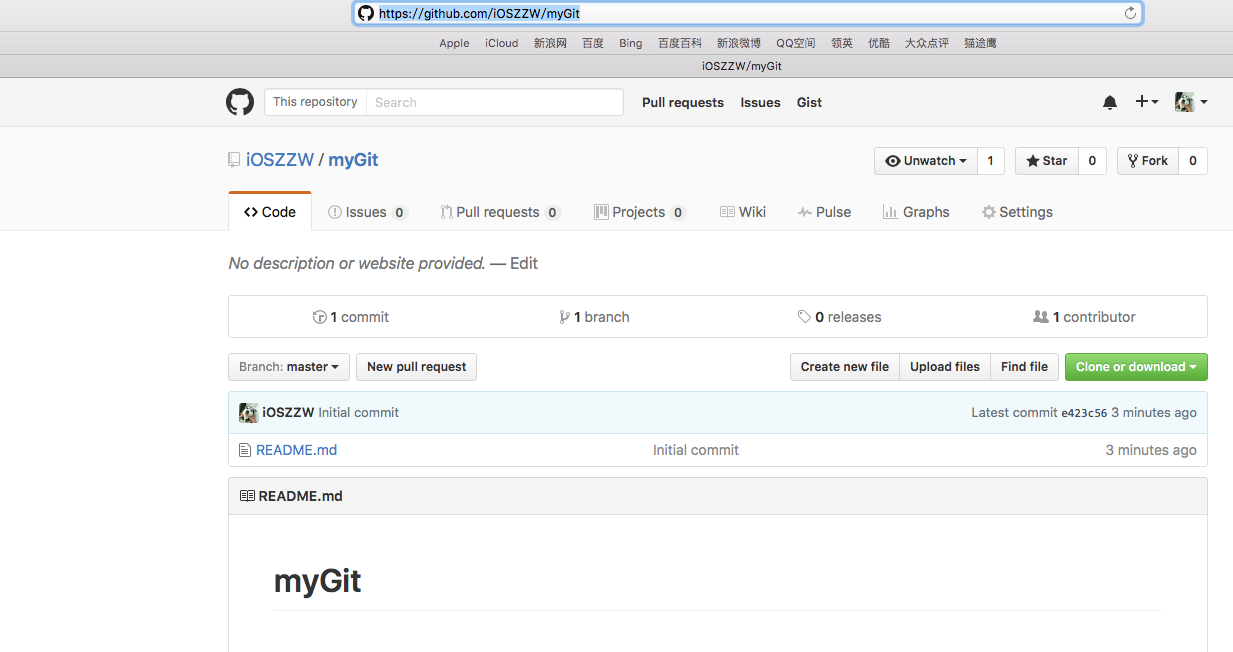 https://github.com/iOSZZW/myGit
Apple iCloud 新浪网 百度 Bing 百度百科 新浪微博 QQ空间 领英 优酷 大众点评 猫途鹰
iOSZZW/myGit
This repository Search Pull requests Issues Gist
iOSZZW / myGit Unwatch 1 Star 0 Fork 0
Code Issues 0 Pull requests 0 Projects 0 Wiki Pulse Graphs Settings
No description or website provided. — Edit
1 commit 1 branch 0 releases 1 contributor
Branch: master New pull request Create new file Upload files Find file Clone or download
iOSZZW Initial commit Latest commit e423c56 3 minutes ago
README.md Initial commit 3 minutes ago
README.md
myGit